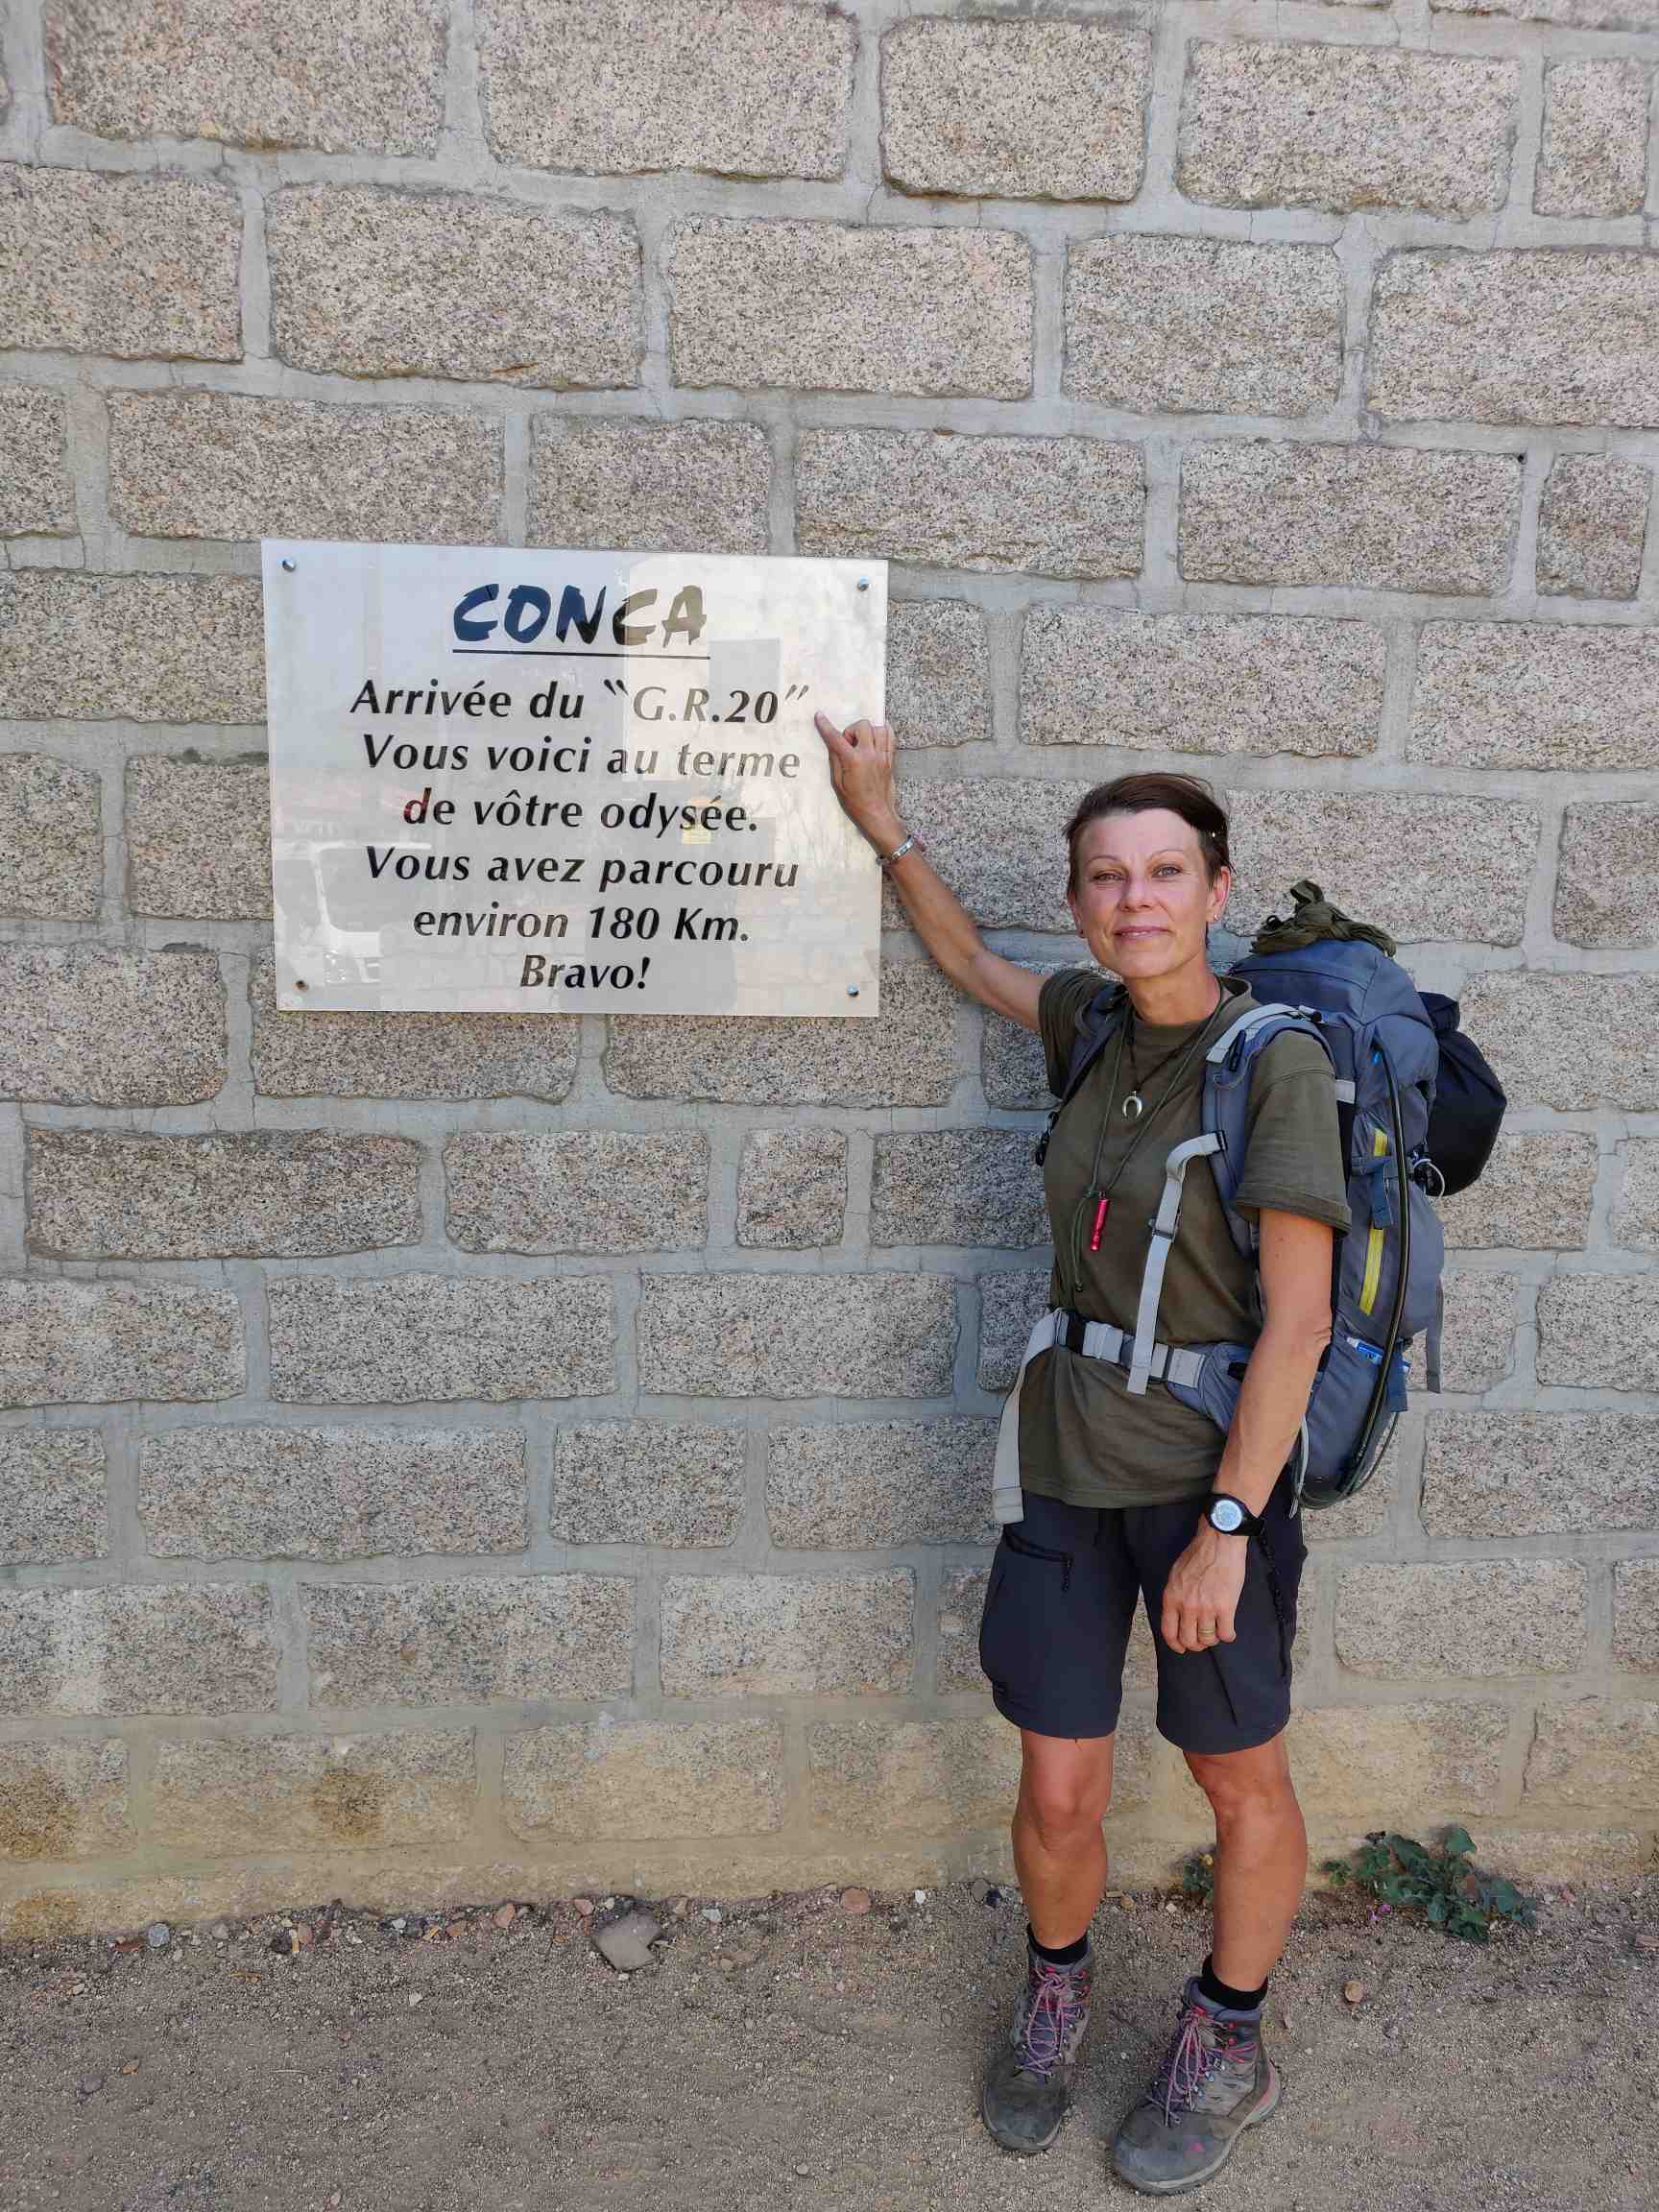 CONCA
Arrivée du "G.R.20"
Vous voici au terme
de vôtre odysée.
Vous avez parcouru
environ 180 Km.
Bravo!